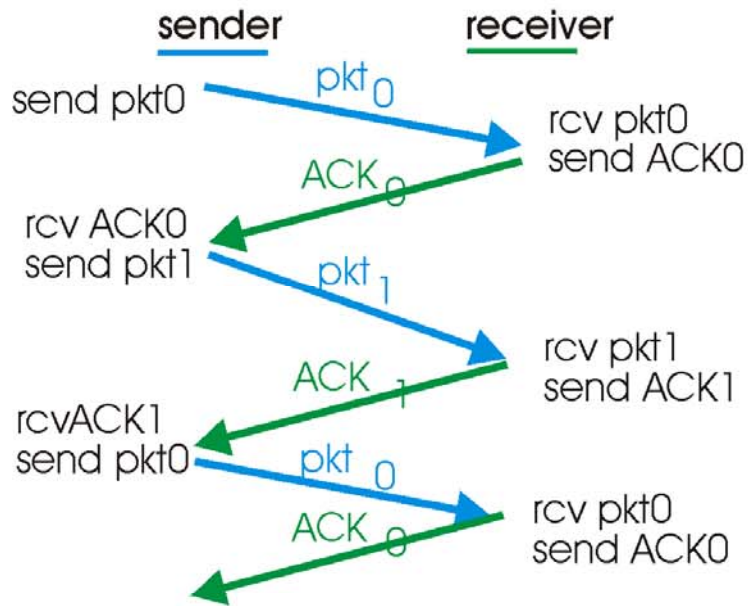 sender
receiver
send pkt0
pkt0
rcv pkt0
send ACK0
ACK0
rcv ACK0
send pkt1
pkt1
rcv pkt1
send ACK1
ACK1
rcvACK1
send pkt0
pkt0
rcv pkt0
send ACK0
ACK0